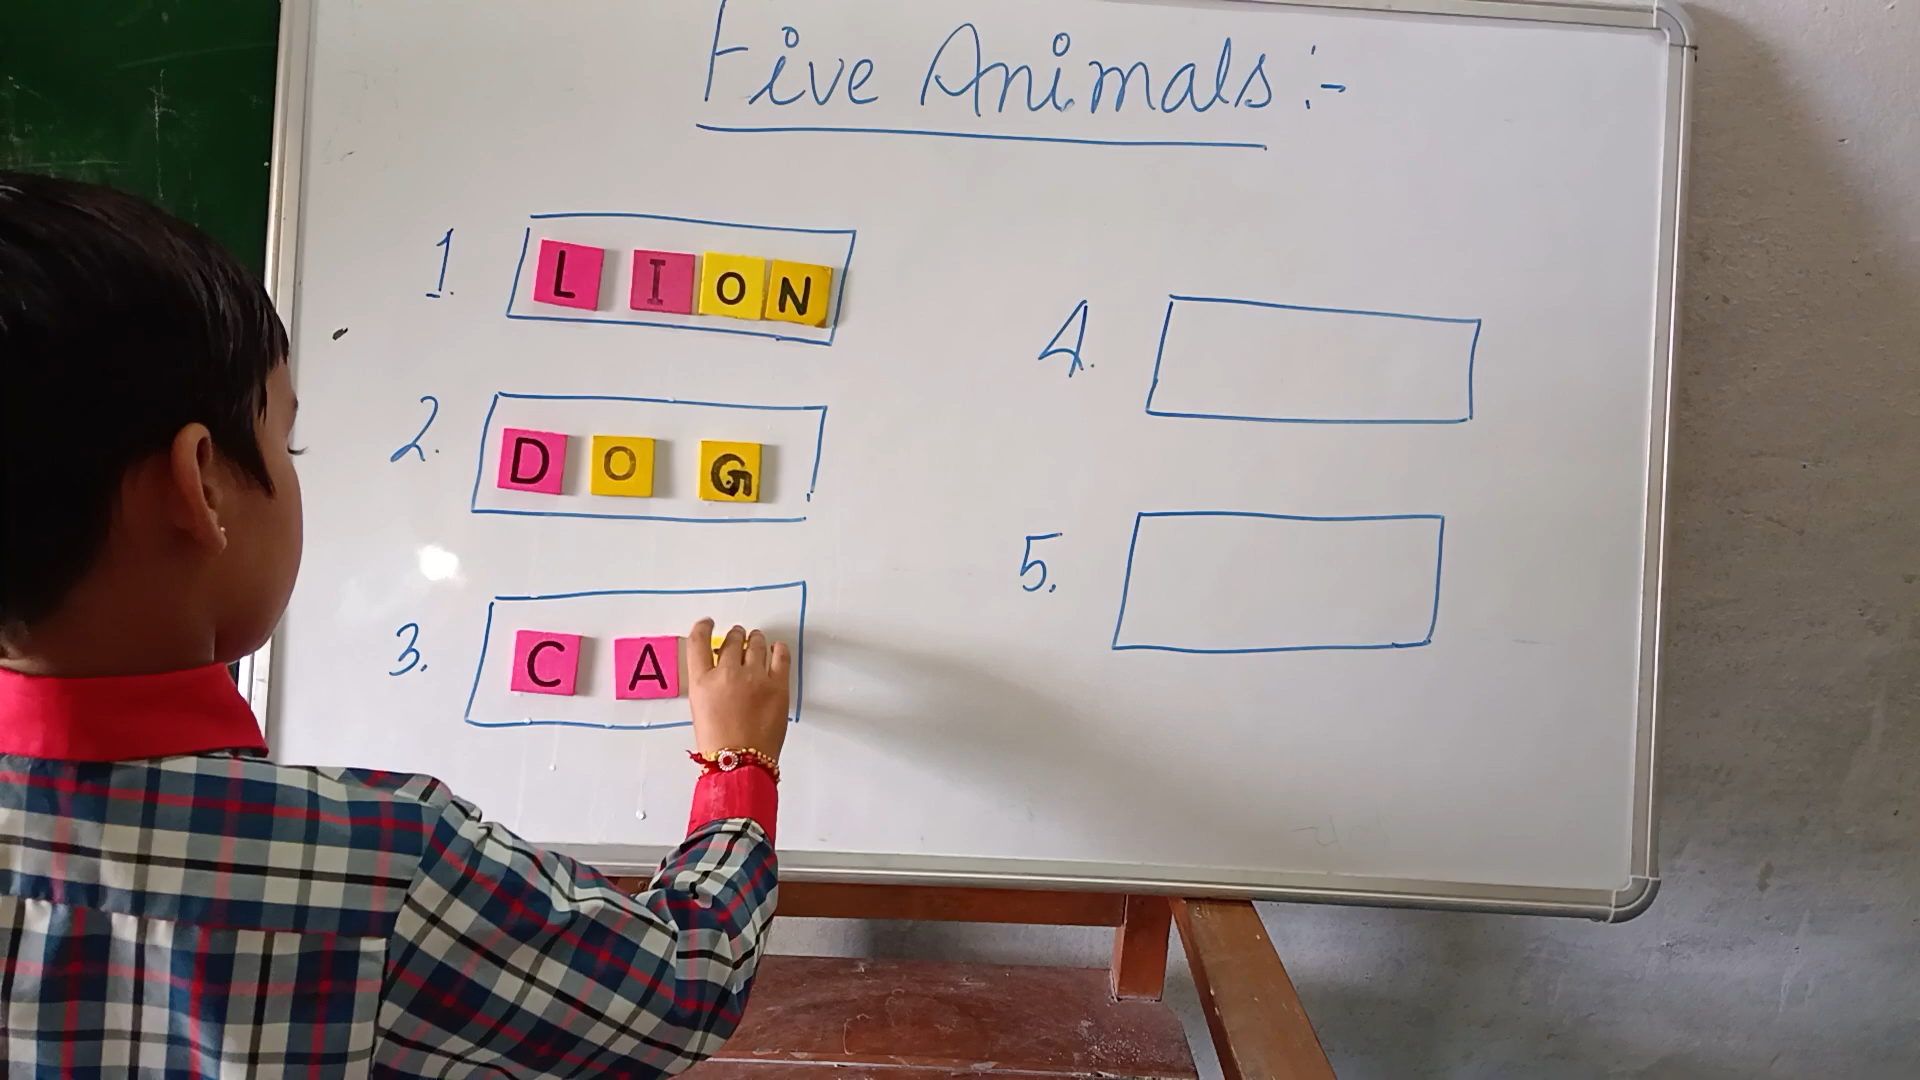 Five Animals :-
1. LION
2. DOG
3. CA
4.
5.